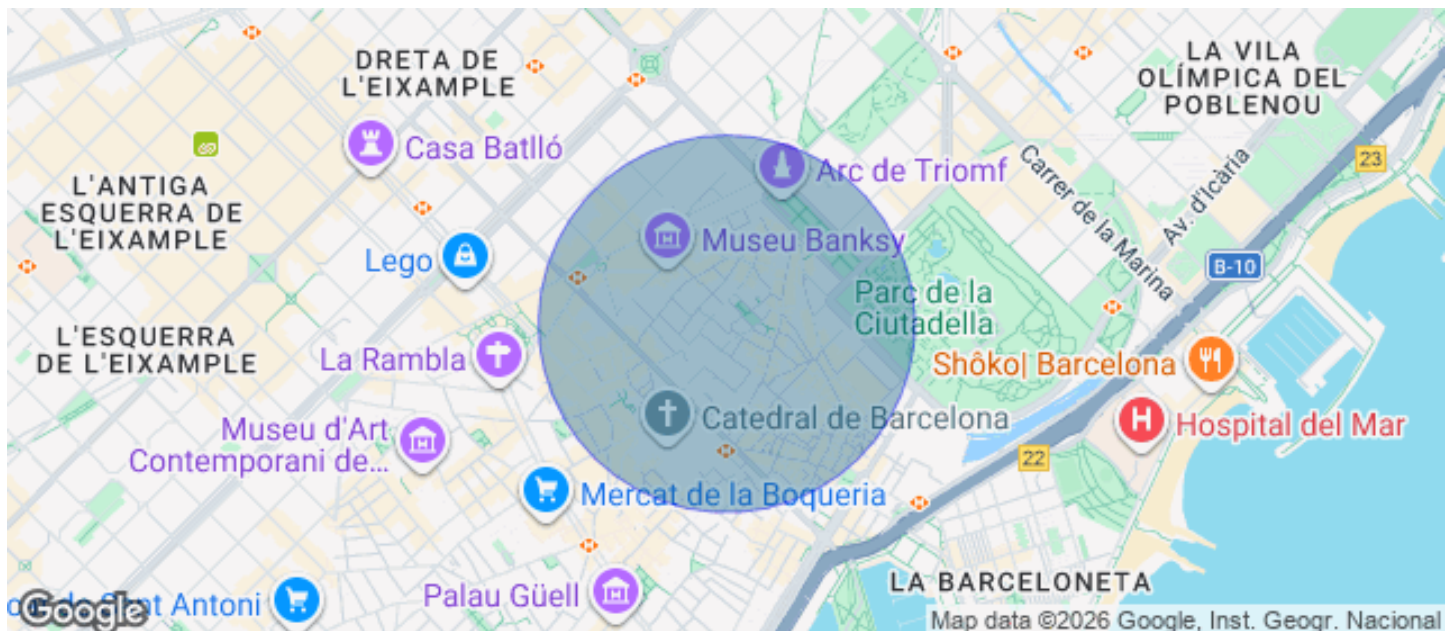 DRETA DE
L'EIXAMPLE
LA VILA
OLÍMPICA DEL
POBLENOU
Casa Batlló
Arc de Triomf
23
L'ANTIGA
ESQUERRA DE
L'EIXAMPLE
Carrer de la Marina
Av. d'Icària
Museu Banksy
Lego
B-10
Parc de la
Ciutadella
L'ESQUERRA
DE L'EIXAMPLE
La Rambla
Shôko| Barcelona
Catedral de Barcelona
H
Hospital del Mar
Museu d'Art
Contemporani de...
22
Mercat de la Boqueria
LA BARCELONETA
Palau Güell
Sant Antoni
Google
Map data ©2026 Google, Inst. Geogr. Nacional